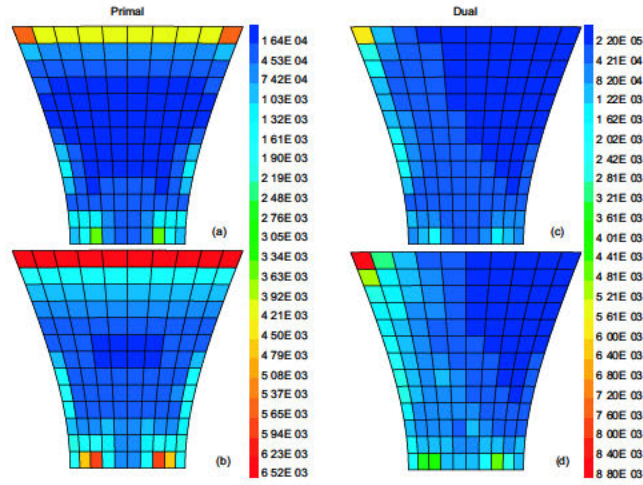 Primal
Dual
1 64E 04
4 53E 04
7 42E 04
1 03E 03
1 32E 03
1 61E 03
1 90E 03
2 19E 03
2 48E 03
2 76E 03
3 05E 03
3 34E 03
3 63E 03
3 92E 03
4 21E 03
4 50E 03
4 79E 03
5 08E 03
5 37E 03
5 65E 03
5 94E 03
6 23E 03
6 52E 03
2 20E 05
4 21E 04
8 20E 04
1 22E 03
1 62E 03
2 02E 03
2 42E 03
2 81E 03
3 21E 03
3 61E 03
4 01E 03
4 41E 03
4 81E 03
5 21E 03
5 60E 03
6 00E 03
6 40E 03
6 80E 03
7 20E 03
7 60E 03
8 00E 03
8 40E 03
8 80E 03
(a)
(c)
(b)
(d)